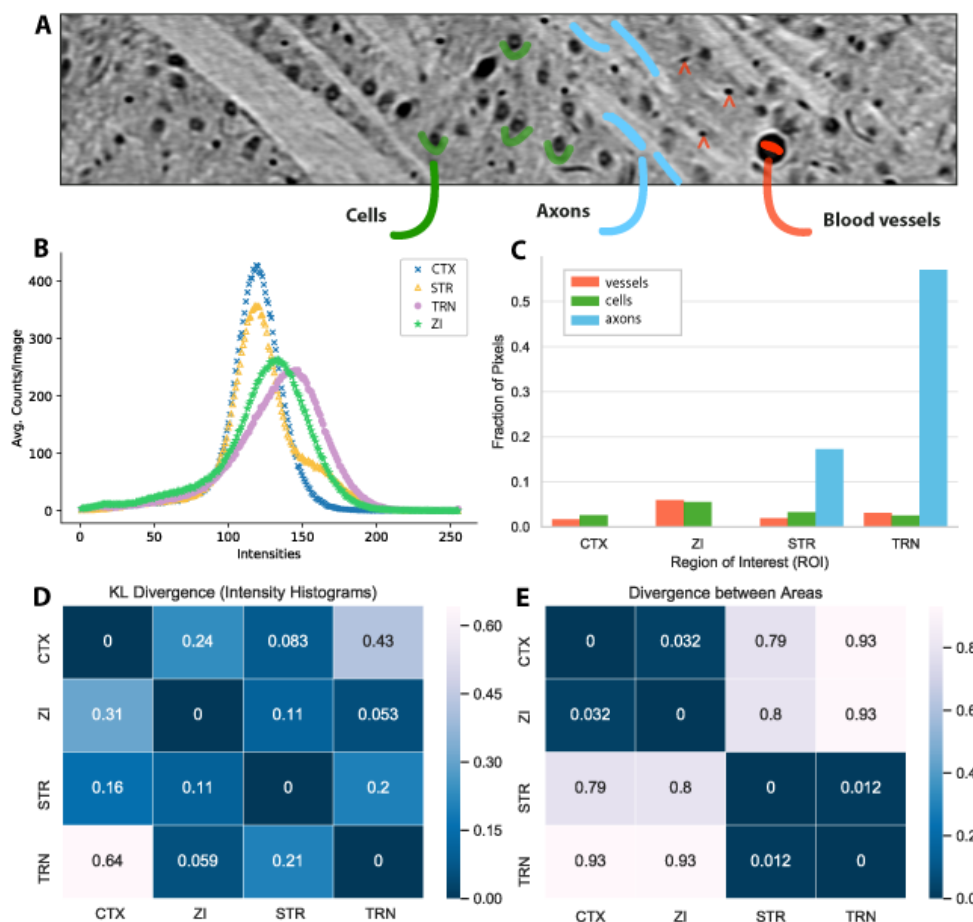 A
Cells
Axons
Blood vessels
B
CTX
STR
TRN
ZI
400
300
200
100
0
Avg. Counts/image
0 50 100 150 200 250
Intensities
C
vessels
cells
axons
0.5
0.4
0.3
0.2
0.1
0.0
Fraction of Pixels
CTX ZI STR TRN
Region of Interest (ROI)
D
KL Divergence (Intensity Histograms)
CTX 0 0.24 0.083 0.43
ZI 0.31 0 0.11 0.053
STR 0.16 0.11 0 0.2
TRN 0.64 0.059 0.21 0
CTX ZI STR TRN
0.60
0.45
0.30
0.15
0.00
E
Divergence between Areas
CTX 0 0.032 0.79 0.93
ZI 0.032 0 0.8 0.93
STR 0.79 0.8 0 0.012
TRN 0.93 0.93 0.012 0
CTX ZI STR TRN
0.8
0.6
0.4
0.2
0.0